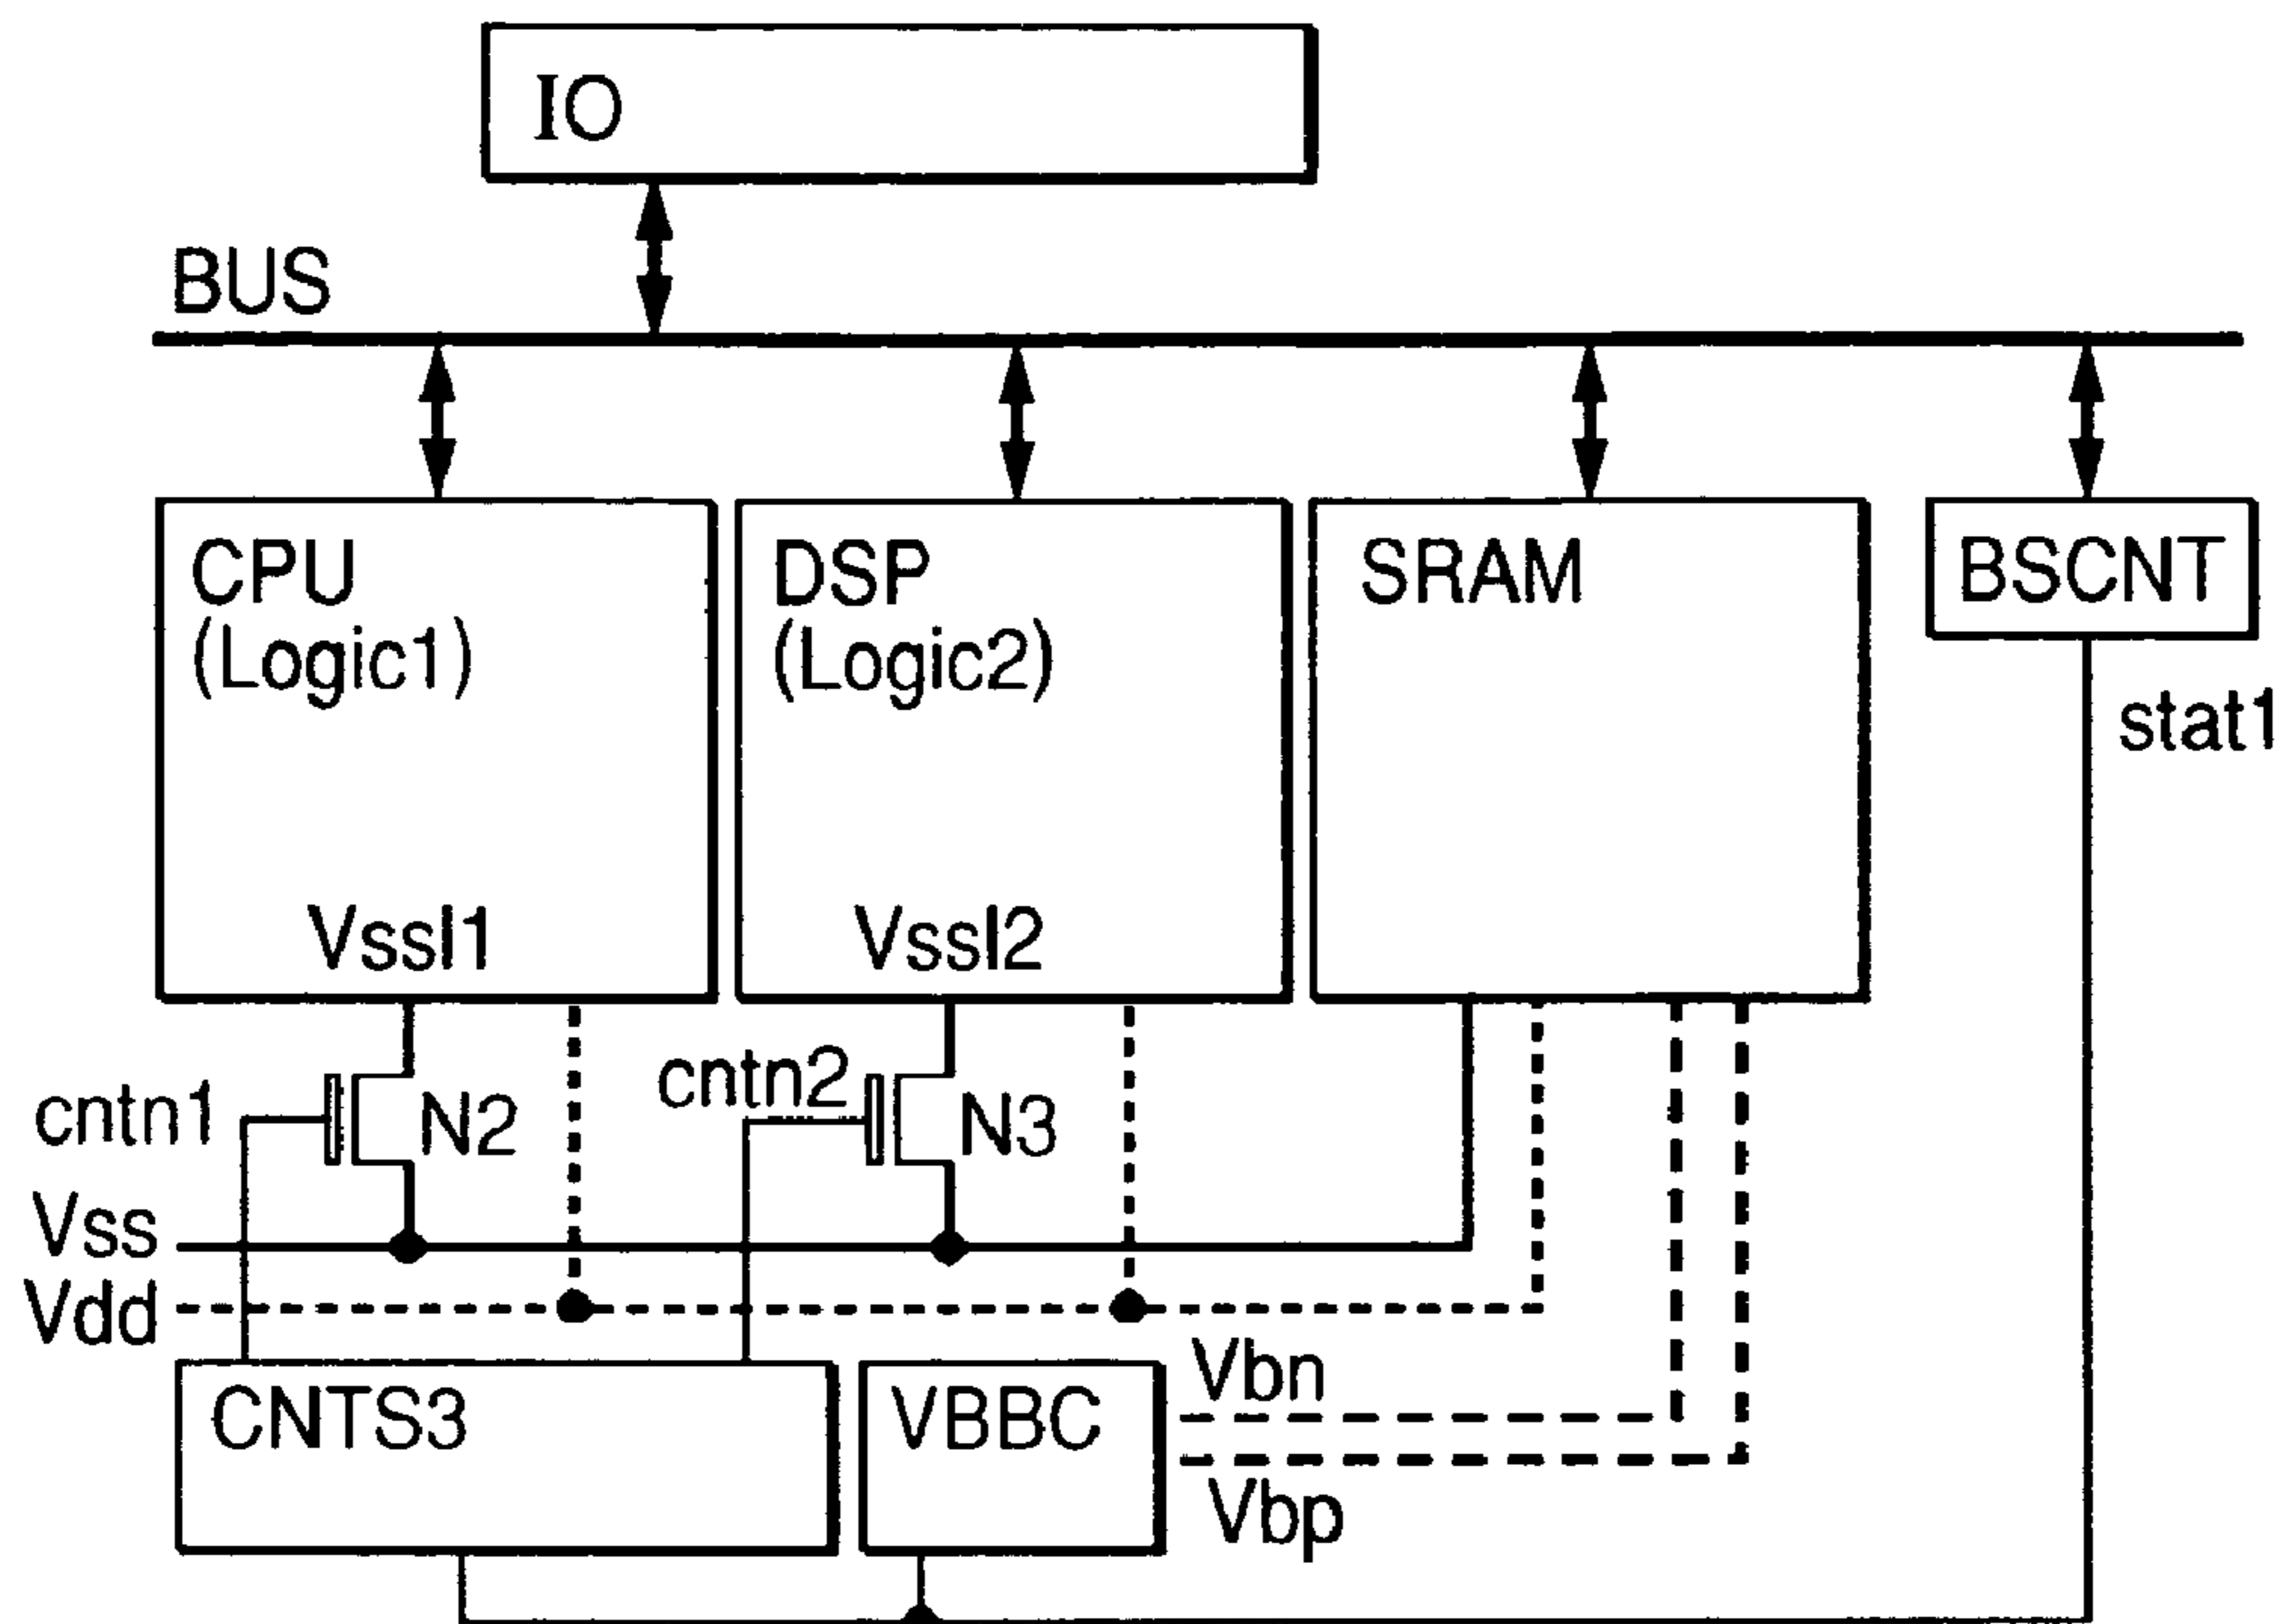 IO
BUS
CPU
(Logic1)
DSP
(Logic2)
SRAM
BSCNT
stat1
Vssl1
Vssl2
cntn1
N2
cntn2
N3
Vss
Vdd
CNTS3
VBBC
Vbn
Vbp